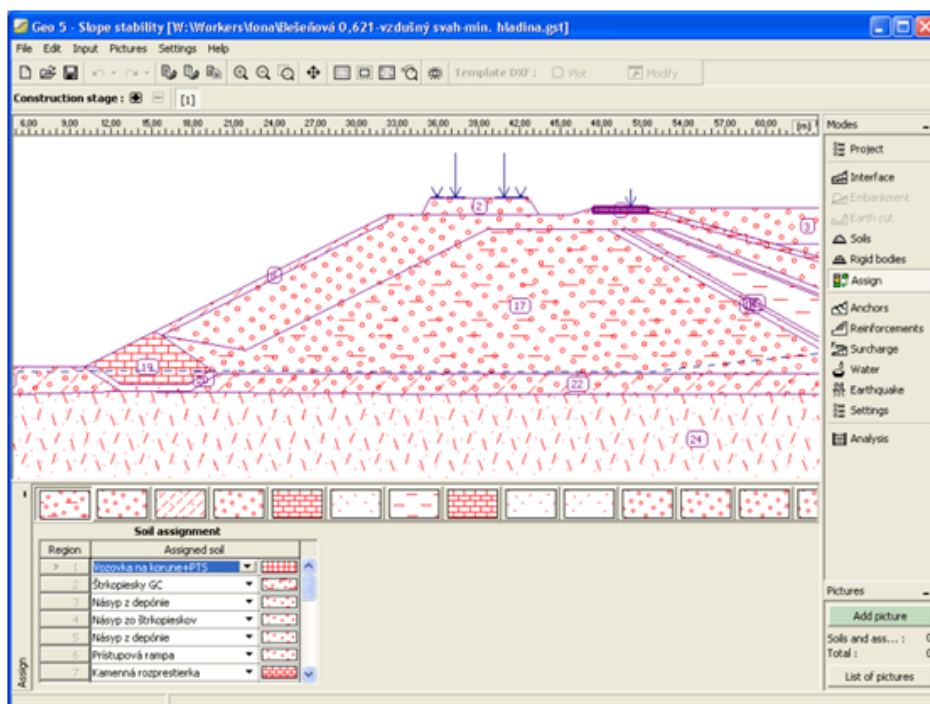 Geo 5 - Slope stability [W:\Workers\fona\Bešeňová 0,621-vzdušný svah-min. hladina.gst]
File Edit Input Pictures Settings Help
Template DXF : Plot Modify
Construction stage : [1]
6,00 9,00 12,00 15,00 18,00 21,00 24,00 27,00 30,00 33,00 36,00 39,00 42,00 45,00 48,00 51,00 54,00 57,00 60,00 [m]
Modes
Project
Interface
Embankment
Earth cut
Soils
Rigid bodies
Assign
Anchors
Reinforcements
Surcharge
Water
Earthquake
Settings
Analysis
2
3
17
19
22
24
Soil assignment
Region Assigned soil
> 1 Vozovka na korune+PTS
2 Štrkopiesky GC
3 Násyp z depónie
4 Násyp zo štrkopieskov
5 Násyp z depónie
6 Prístupová rampa
7 Kamenná rozprestierka
Assign
Pictures
Add picture
Soils and ass... : 0
Total : 0
List of pictures